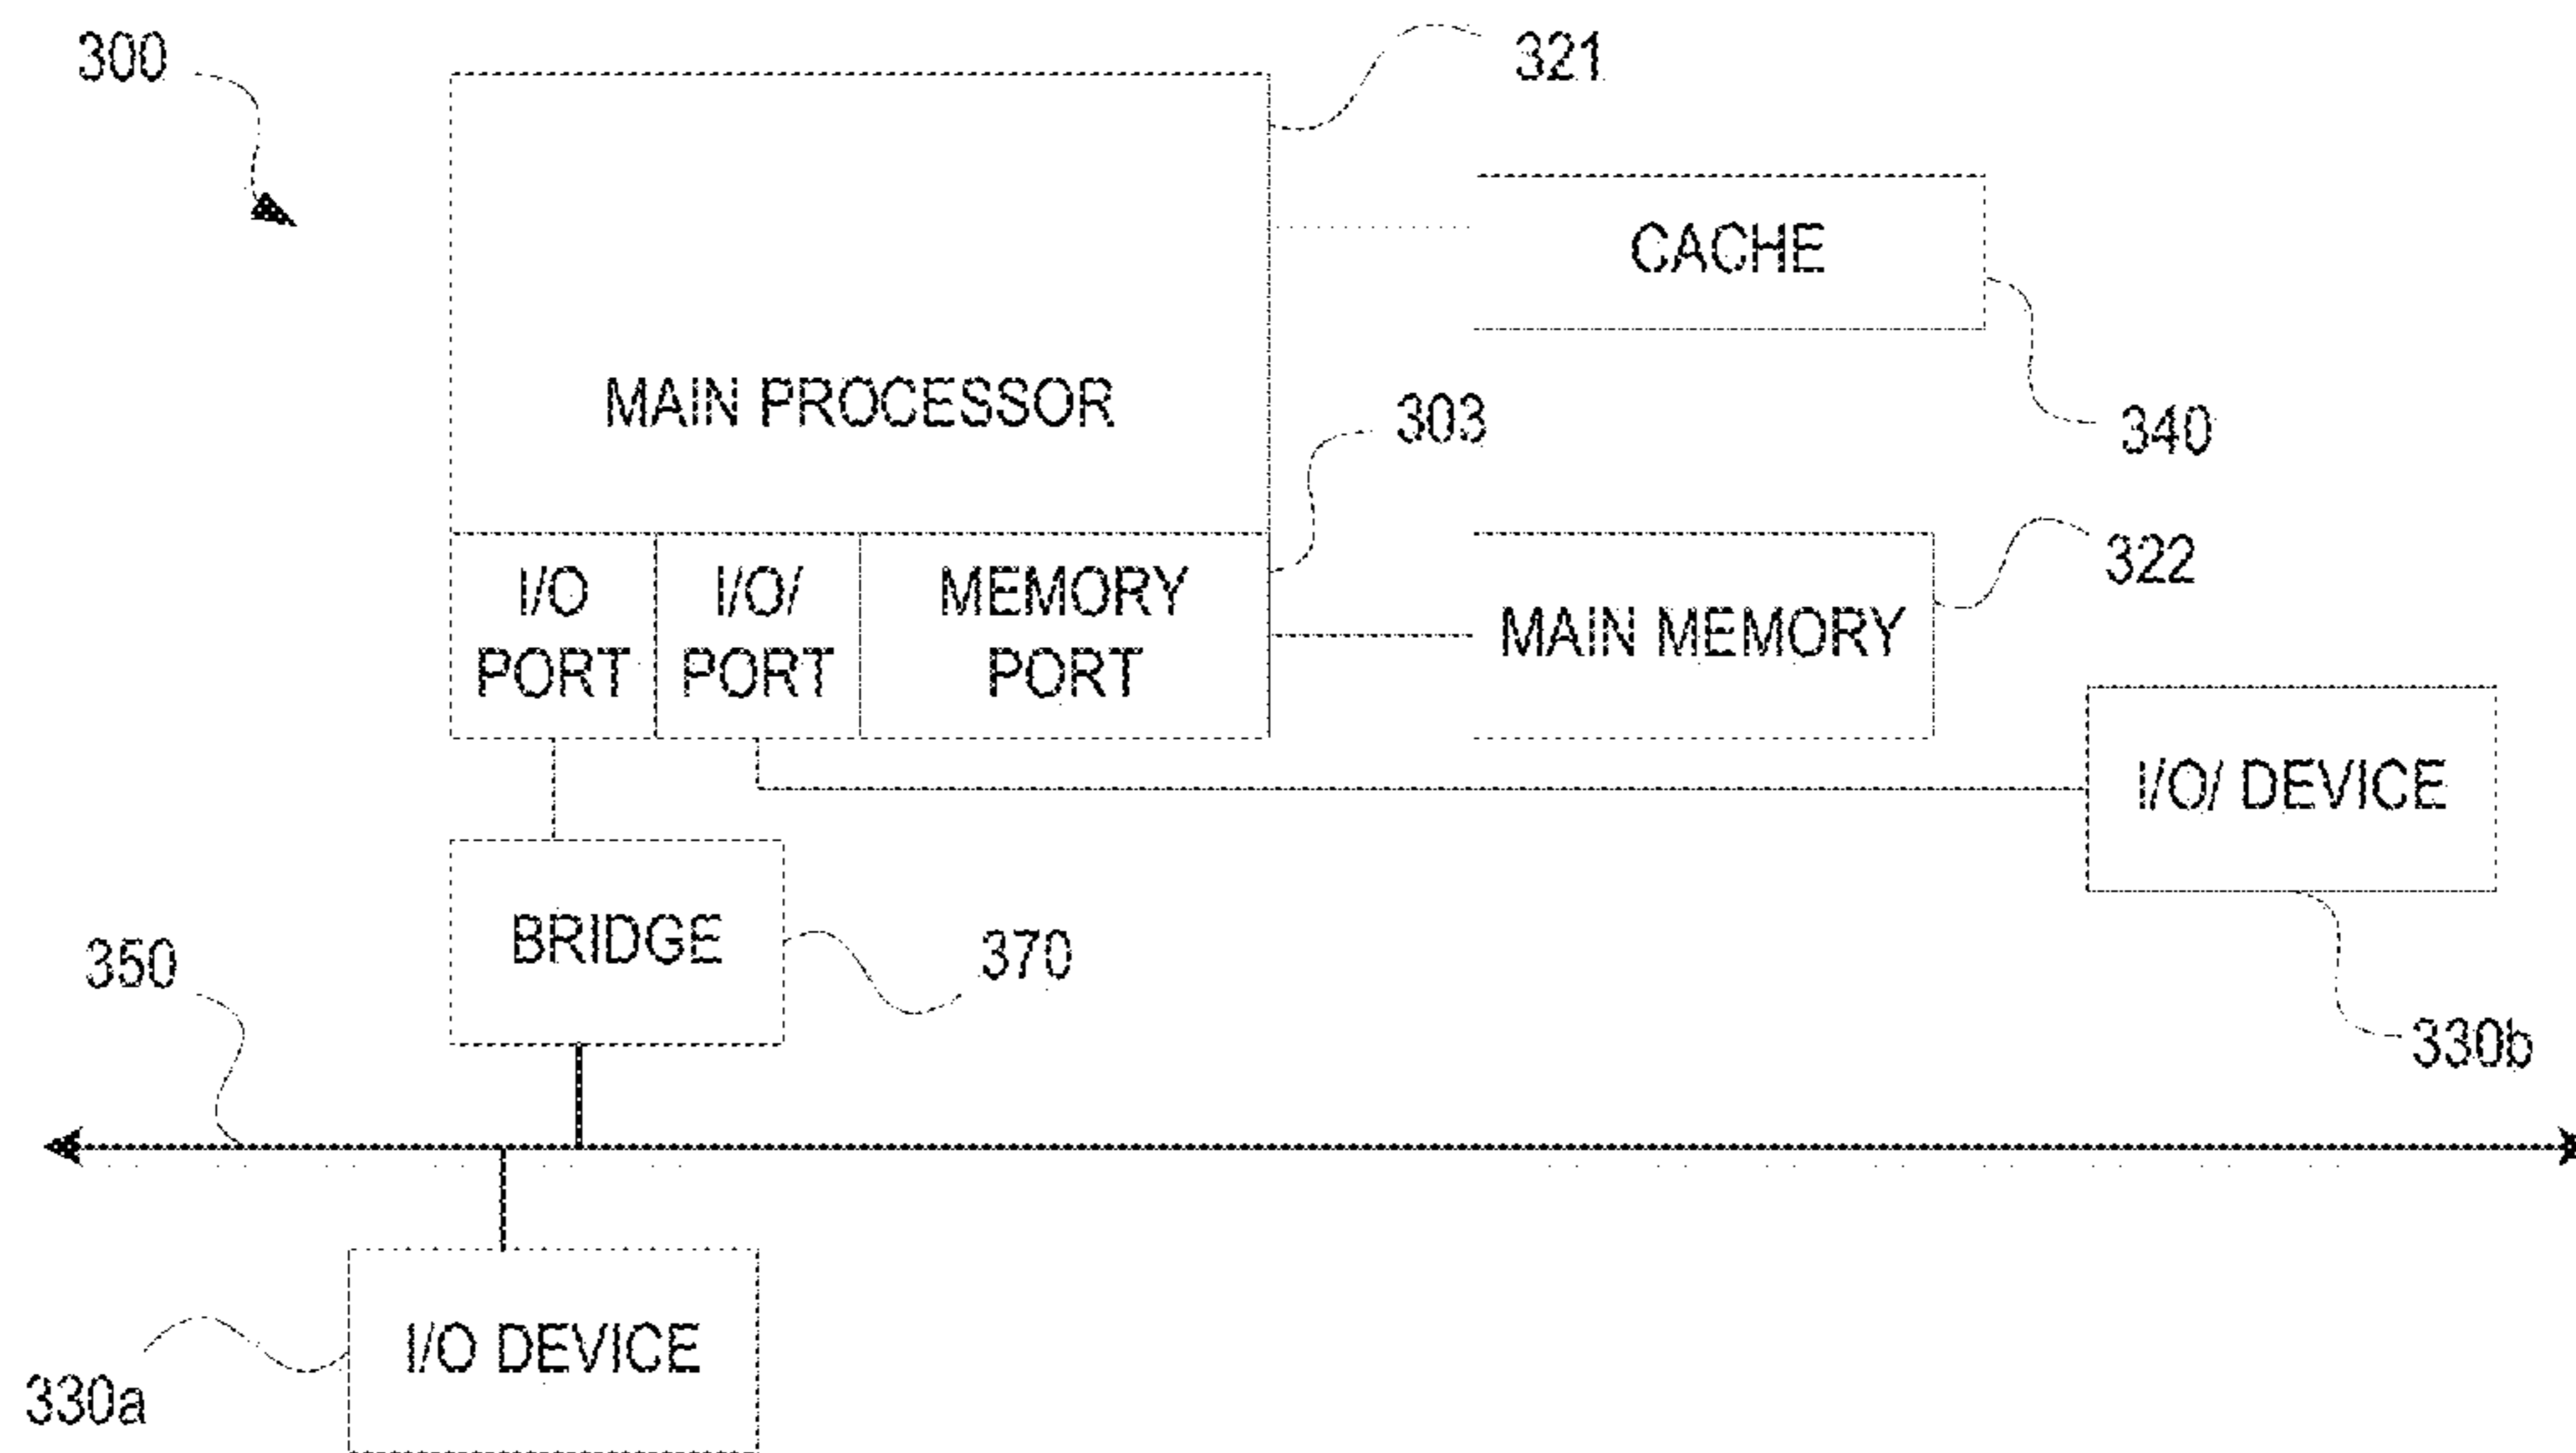 300
321
CACHE
MAIN PROCESSOR
303
340
I/O
PORT
I/O/
PORT
MEMORY
PORT
MAIN MEMORY
322
I/O/ DEVICE
BRIDGE
370
350
330b
I/O DEVICE
330a